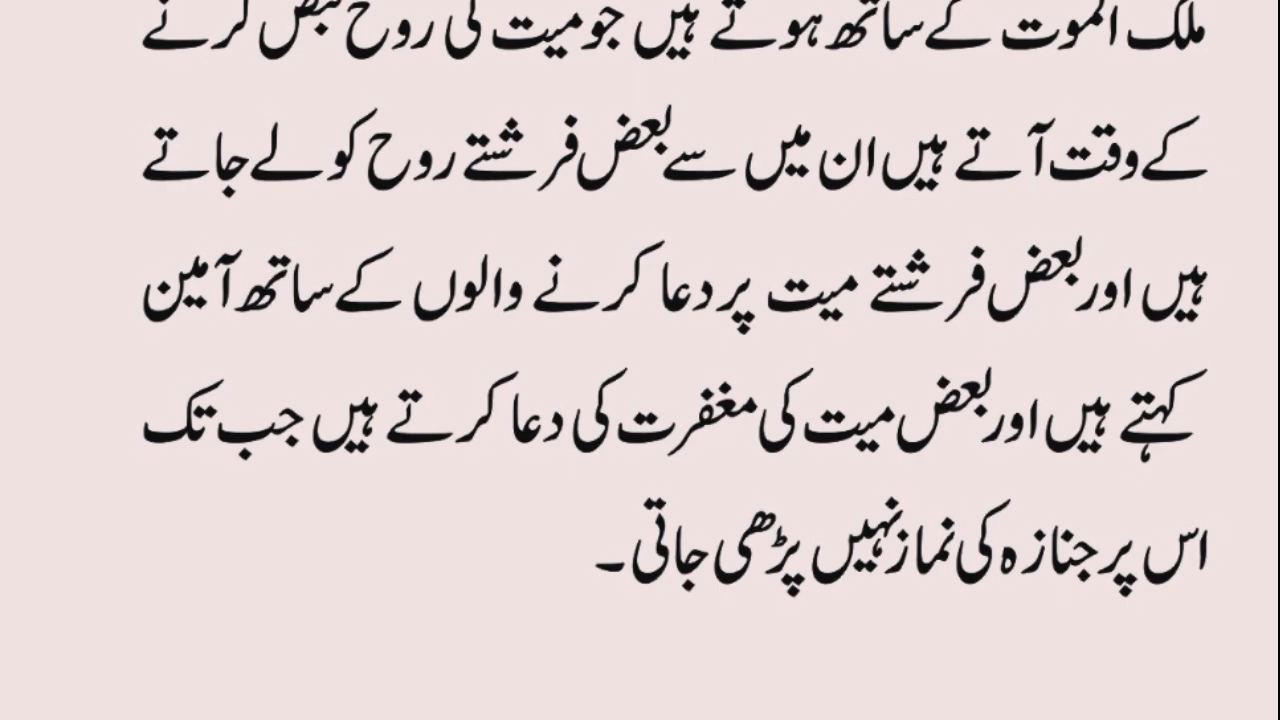 ملک الموت کے ساتھ ہوتے ہیں جو میت کی روح قبض کرنے
کے وقت آتے ہیں ان میں سے بعض فرشتے روح کو لے جاتے
ہیں اور بعض فرشتے میت پر دعا کرنے والوں کے ساتھ آمین
کہتے ہیں اور بعض میت کی مغفرت کی دعا کرتے ہیں جب تک
اس پر جنازہ کی نماز نہیں پڑھی جاتی۔